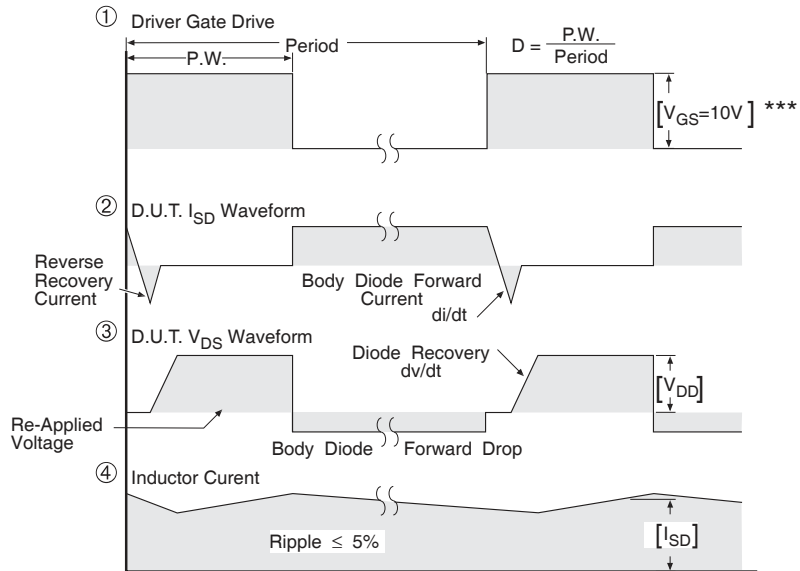 ① Driver Gate Drive
P.W.
Period
D = P.W.
Period
[VGS=10V] ***
② D.U.T. ISD Waveform
Reverse
Recovery
Current
Body Diode Forward
Current
di/dt
③ D.U.T. VDS Waveform
Diode Recovery
dv/dt
[VDD]
Re-Applied
Voltage
Body Diode Forward Drop
④ Inductor Curent
Ripple ≤ 5%
[ISD]